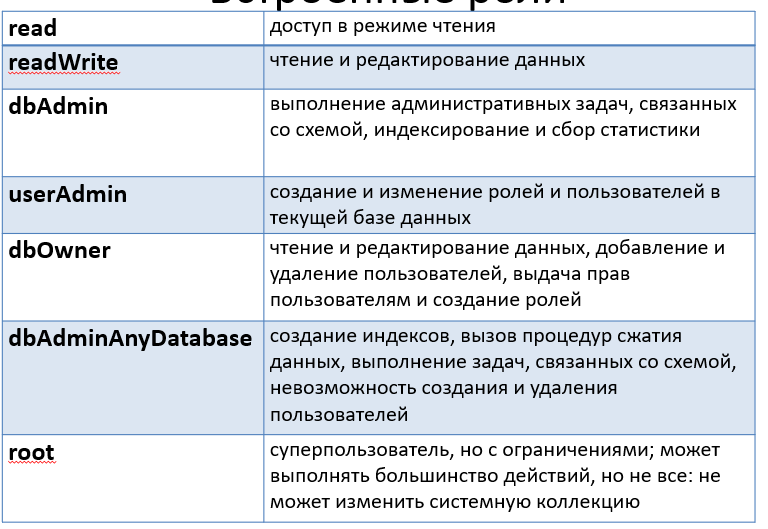 Встроенные роли
read
доступ в режиме чтения
readWrite
чтение и редактирование данных
dbAdmin
выполнение административных задач, связанных
со схемой, индексирование и сбор статистики
userAdmin
создание и изменение ролей и пользователей в
текущей базе данных
dbOwner
чтение и редактирование данных, добавление и
удаление пользователей, выдача прав
пользователям и создание ролей
dbAdminAnyDatabase
создание индексов, вызов процедур сжатия
данных, выполнение задач, связанных со схемой,
невозможность создания и удаления
пользователей
root
суперпользователь, но с ограничениями; может
выполнять большинство действий, но не все: не
может изменить системную коллекцию